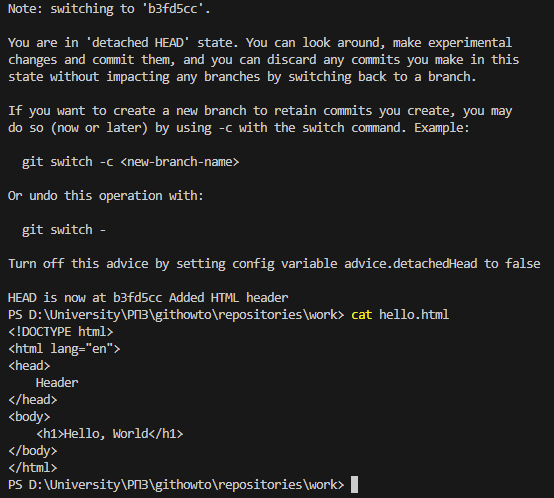 Note: switching to 'b3fd5cc'.
You are in 'detached HEAD' state. You can look around, make experimental
changes and commit them, and you can discard any commits you make in this
state without impacting any branches by switching back to a branch.
If you want to create a new branch to retain commits you create, you may
do so (now or later) by using -c with the switch command. Example:
  git switch -c <new-branch-name>
Or undo this operation with:
  git switch -
Turn off this advice by setting config variable advice.detachedHead to false
HEAD is now at b3fd5cc Added HTML header
PS D:\University\РПЗ\githowto\repositories\work> cat hello.html
<!DOCTYPE html>
<html lang="en">
<head>
    Header
</head>
<body>
    <h1>Hello, World</h1>
</body>
</html>
PS D:\University\РПЗ\githowto\repositories\work>